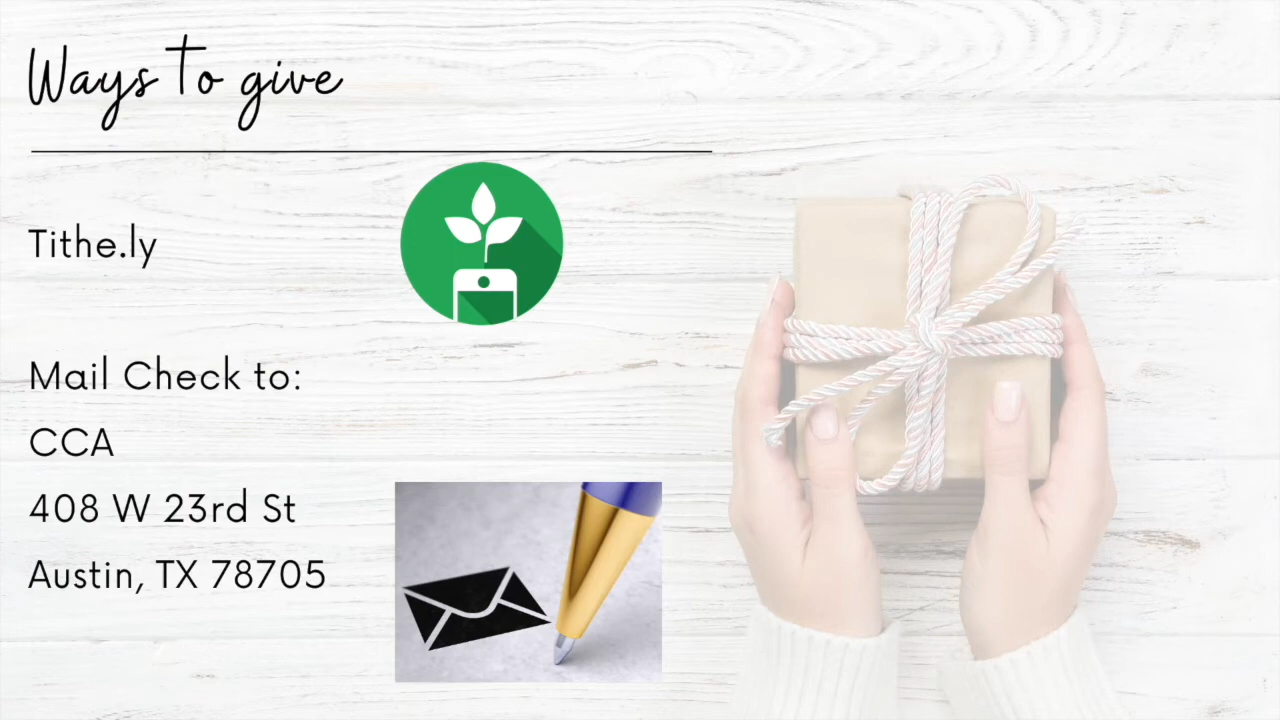 Ways to give
Tithe.ly
Mail Check to:
CCA
408 W 23rd St
Austin, TX 78705